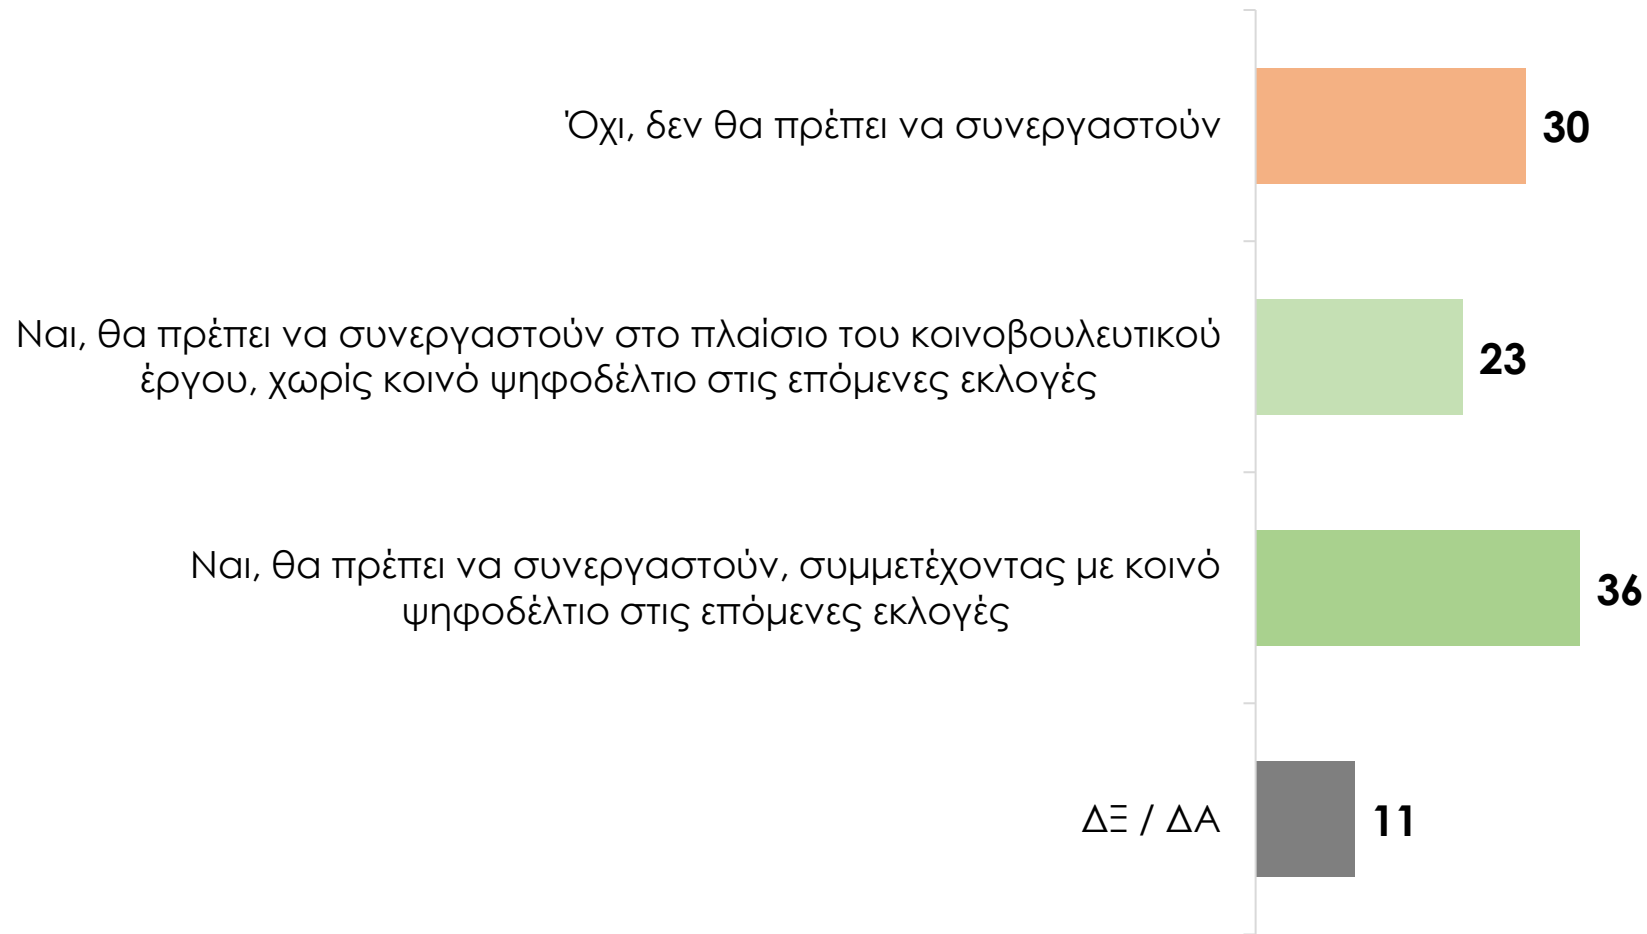 Όχι, δεν θα πρέπει να συνεργαστούν
30
Ναι, θα πρέπει να συνεργαστούν στο πλαίσιο του κοινοβουλευτικού
έργου, χωρίς κοινό ψηφοδέλτιο στις επόμενες εκλογές
23
Ναι, θα πρέπει να συνεργαστούν, συμμετέχοντας με κοινό
ψηφοδέλτιο στις επόμενες εκλογές
36
ΔΞ / ΔΑ
11